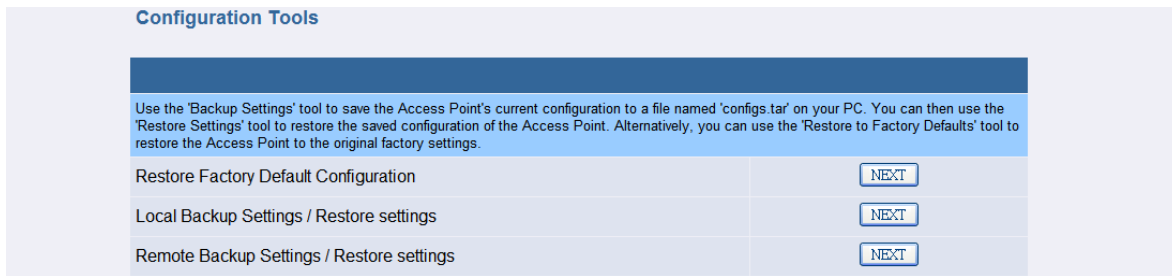 Configuration Tools
Use the 'Backup Settings' tool to save the Access Point's current configuration to a file named 'configs.tar' on your PC. You can then use the
'Restore Settings' tool to restore the saved configuration of the Access Point. Alternatively, you can use the 'Restore to Factory Defaults' tool to
restore the Access Point to the original factory settings.
Restore Factory Default Configuration NEXT
Local Backup Settings / Restore settings NEXT
Remote Backup Settings / Restore settings NEXT